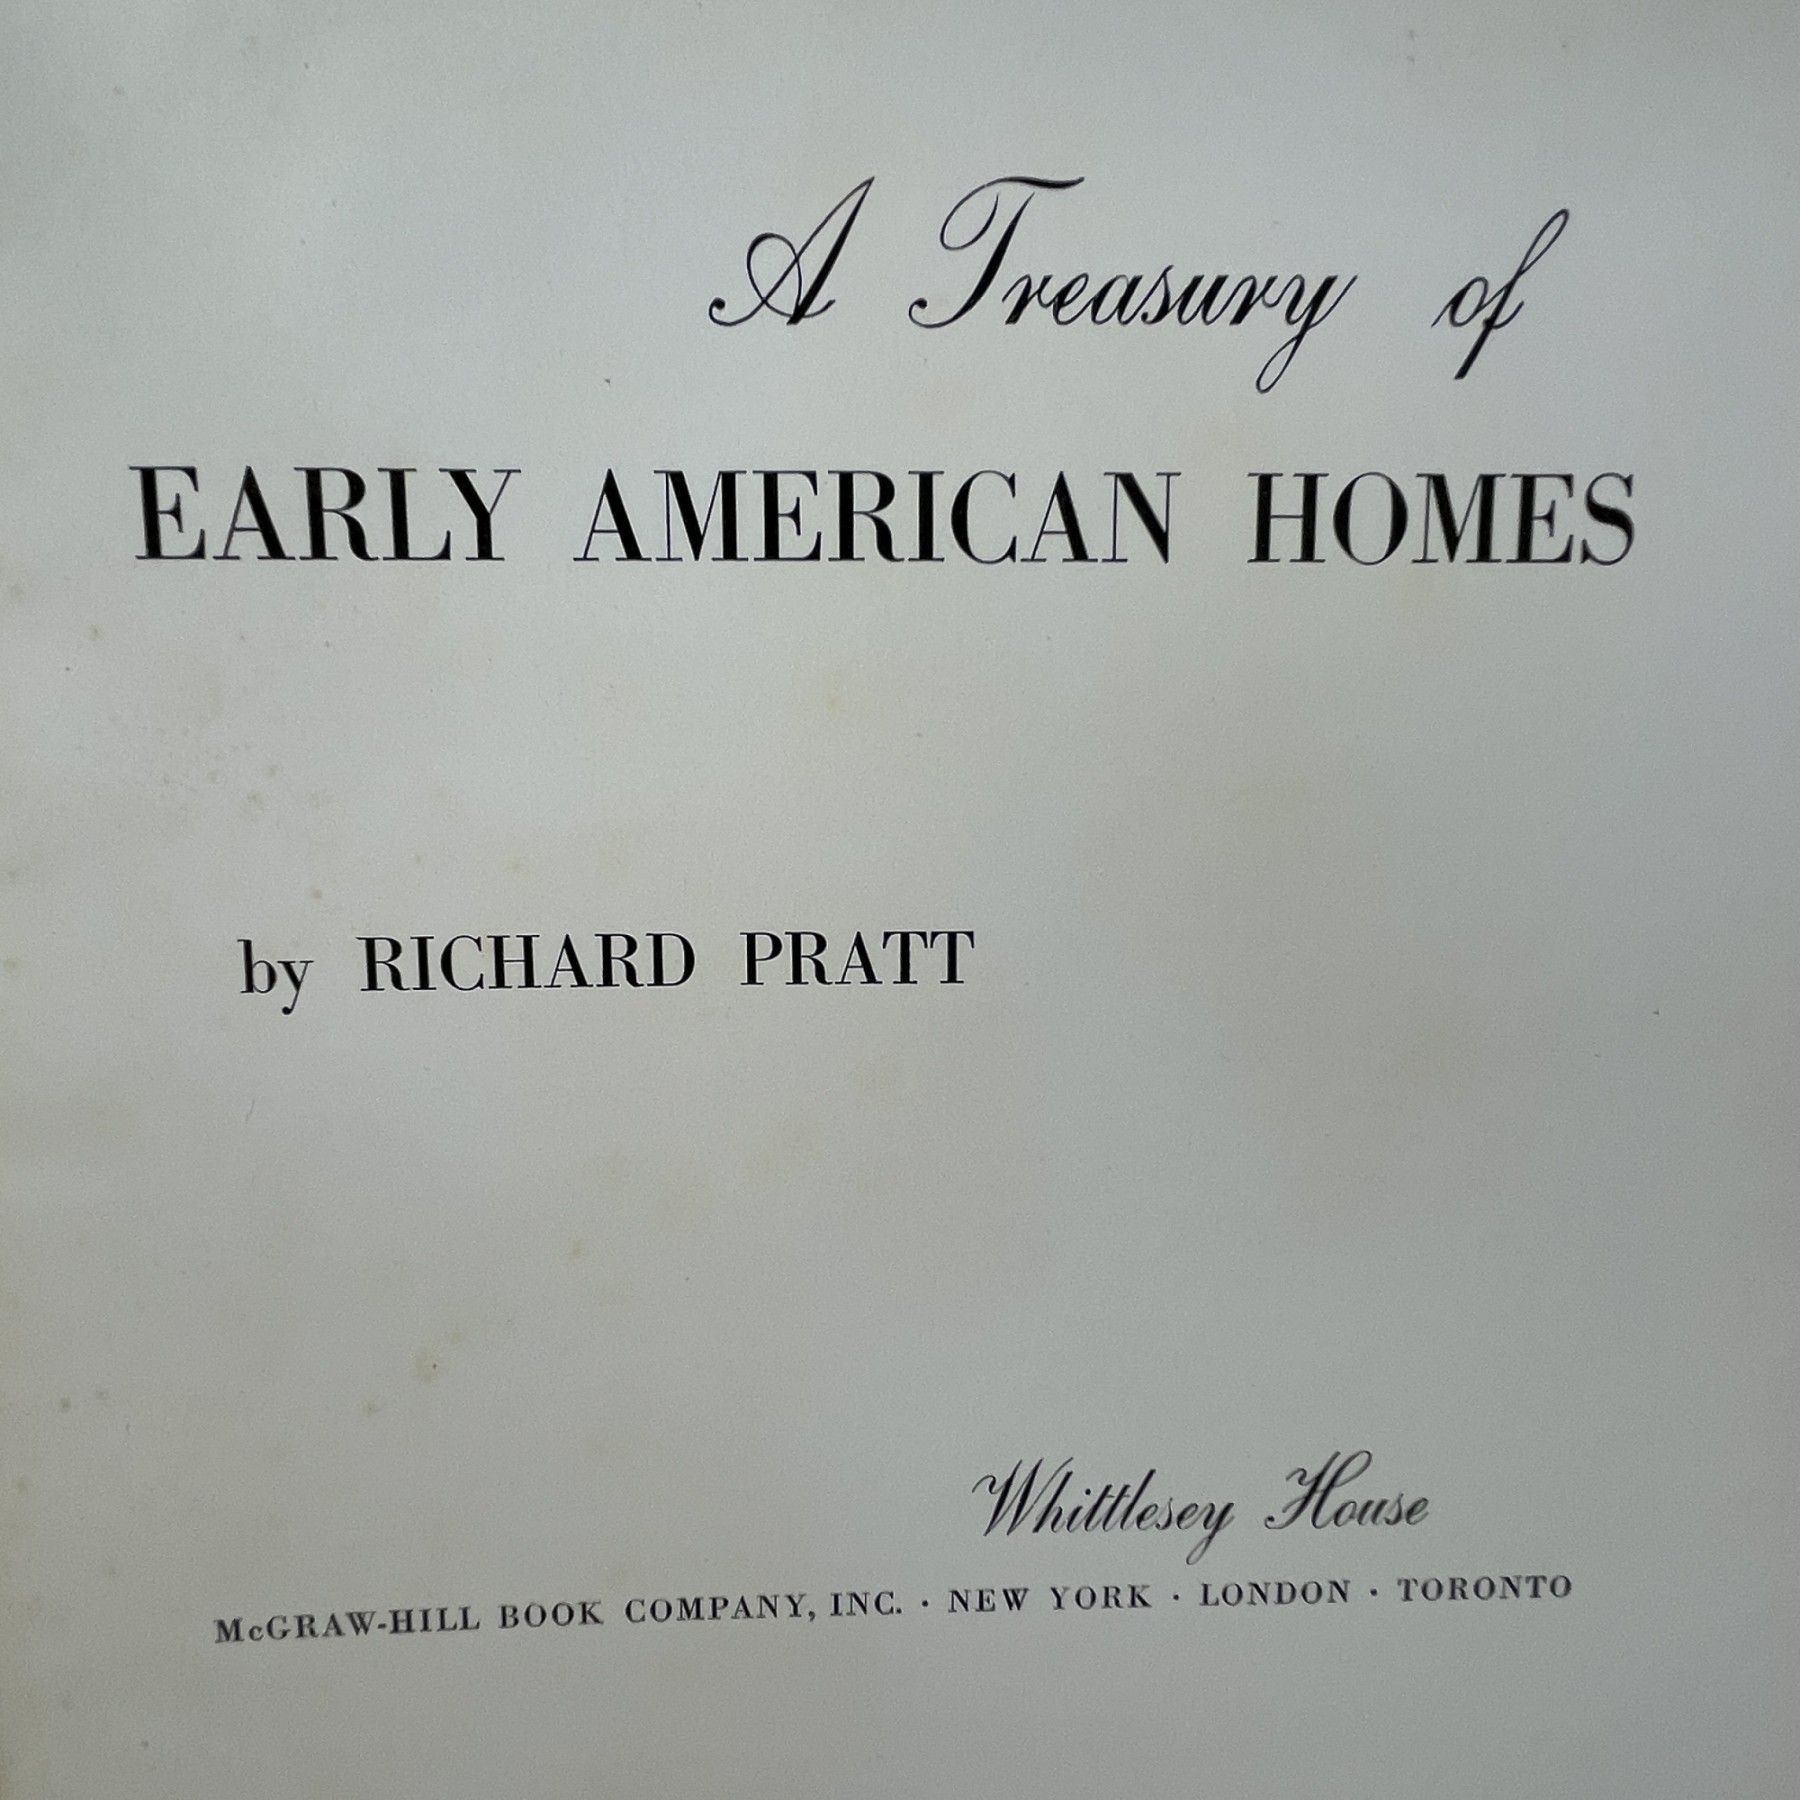 A Treasury of
EARLY AMERICAN HOMES
by RICHARD PRATT
Whittlesey House
McGRAW-HILL BOOK COMPANY, INC. · NEW YORK · LONDON · TORONTO